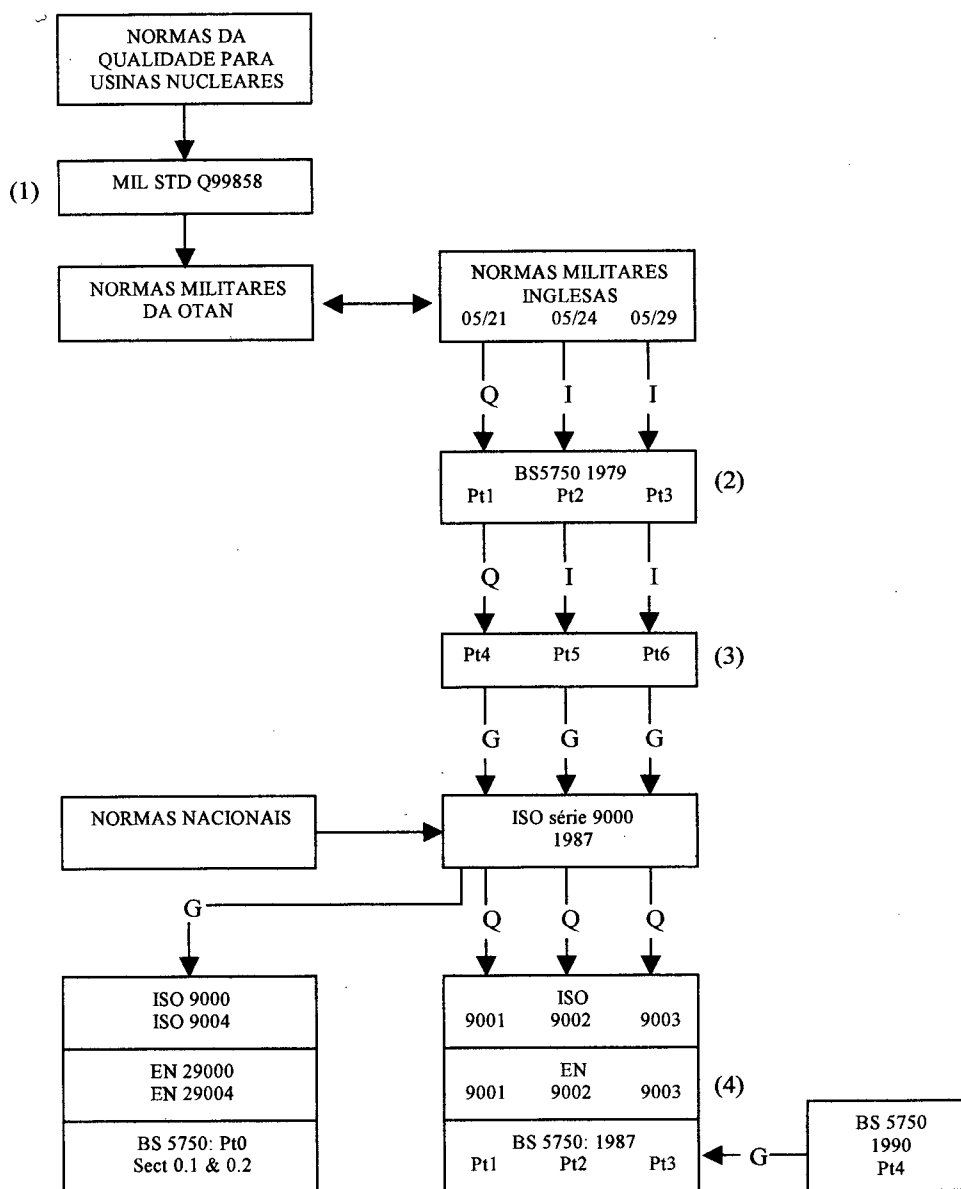 NORMAS DA
QUALIDADE PARA
USINAS NUCLEARES
(1)
MIL STD Q99858
NORMAS MILITARES
DA OTAN
NORMAS MILITARES
INGLESAS
05/21 05/24 05/29
Q I I
BS5750 1979
Pt1 Pt2 Pt3
(2)
Q I I
Pt4 Pt5 Pt6
(3)
G G G
NORMAS NACIONAIS
ISO série 9000
1987
G
Q Q Q
ISO 9000
ISO 9004
ISO
9001 9002 9003
EN 29000
EN 29004
EN
9001 9002 9003
(4)
BS 5750: Pt0
Sect 0.1 & 0.2
BS 5750: 1987
Pt1 Pt2 Pt3
G
BS 5750
1990
Pt4